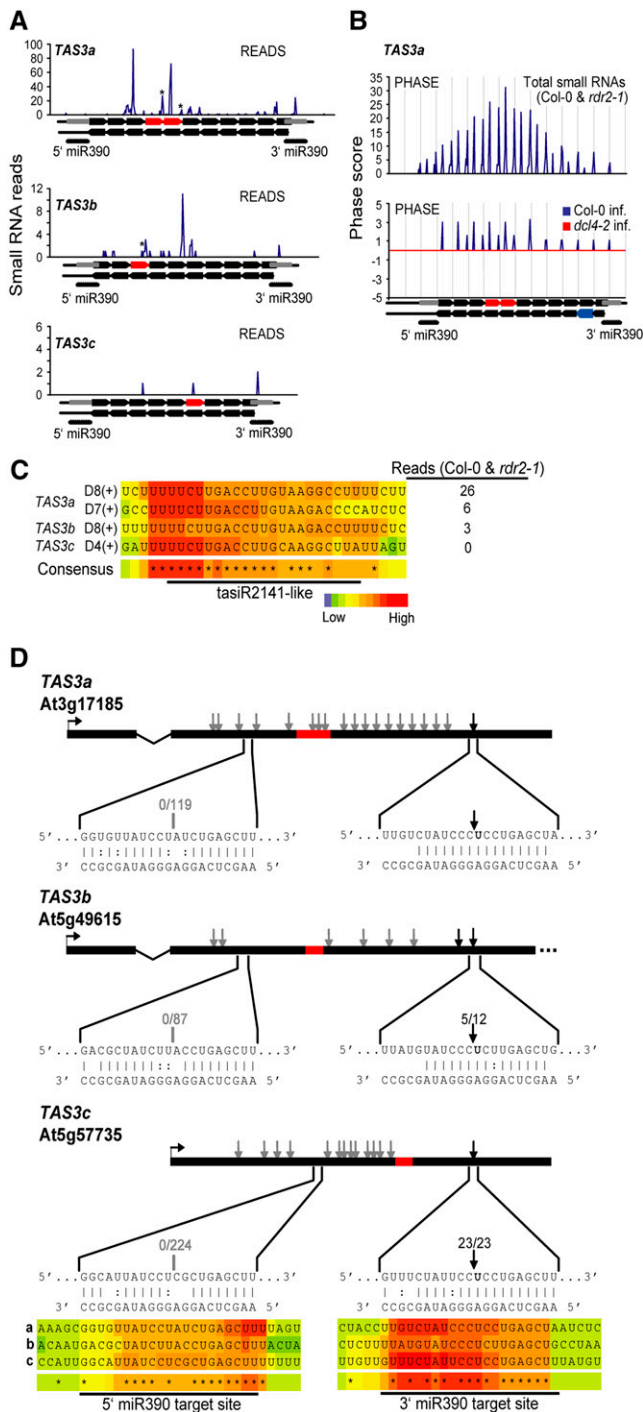 A
TAS3a
READS
100
80
60
40
20
0
*
*
5' miR390
3' miR390
Small RNA reads
TAS3b
READS
12
8
4
0
*
5' miR390
3' miR390
TAS3c
READS
6
4
2
0
5' miR390
3' miR390
B
TAS3a
PHASE
Total small RNAs
(Col-0 & rdr2-1)
35
30
25
20
15
10
5
0
Phase score
PHASE
Col-0 inf.
dcl4-2 inf.
5
3
1
-1
-3
-5
5' miR390
3' miR390
C
Reads (Col-0 & rdr2-1)
TAS3a
D8(+) UCUUUUUCUUGACCUUGUAAGGCCUUUUCUU 26
D7(+) GCCUUUUCUUGACCUUGUAAGACCCCAUCUC 6
TAS3b D8(+) UUUUUUUCUUGACCUUGUAAGACCUUUUCUC 3
TAS3c D4(+) GAUUUUUCUUGACCUUGCAAGGCUUAUUAGU 0
Consensus
tasiR2141-like
Low
High
D
TAS3a
At3g17185
0/119
5' ...GGUGUUAUCCUAUCUGAGCUU...3'
3' CCGCGAUAGGGAGGACUCGAA 5'
5' ...UUGUCUAUCCCUCCUGAGCUA...3'
3' CCGCGAUAGGGAGGACUCGAA 5'
TAS3b
At5g49615
...
0/87
5' ...GACGCUAUCUUACCUGAGCUU...3'
3' CCGCGAUAGGGAGGACUCGAA 5'
5/12
5' ...UUAUGUAUCCCUCUUGAGCUG...3'
3' CCGCGAUAGGGAGGACUCGAA 5'
TAS3c
At5g57735
0/224
5' ...GGCAUUAUCCUCGCUGAGCUU...3'
3' CCGCGAUAGGGAGGACUCGAA 5'
23/23
5' ...GUUUCUAUUCCUCCUGAGCUU...3'
3' CCGCGAUAGGGAGGACUCGAA 5'
a AAAGCGGUGUUAUCCUAUCUGAGCUUUUAGU
b ACAAUGACGCUAUCUUACCUGAGCUUUACUA
c CCAUUGGCAUUAUCCUCGCUGAGCUUUUUUU
5' miR390 target site
CUACCUUGUCUAUCCCUCCUGAGCUAAUCUC
CUCUUUUAUGUAUCCCUCUUGAGCUGCCUAA
UUGUUGUUUCUAUUCCUCCUGAGCUUUAUGU
3' miR390 target site